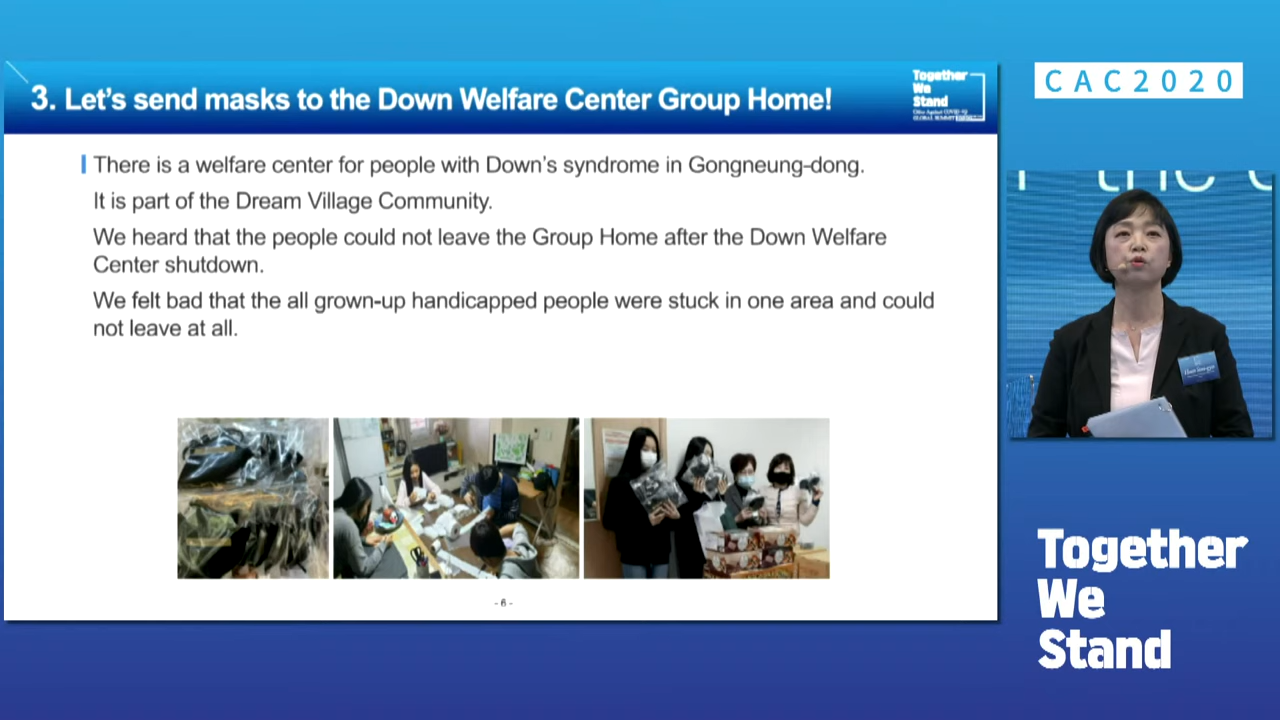 3. Let's send masks to the Down Welfare Center Group Home!
Together
We
Stand
CAC2020
There is a welfare center for people with Down's syndrome in Gongneung-dong.
It is part of the Dream Village Community.
We heard that the people could not leave the Group Home after the Down Welfare
Center shutdown.
We felt bad that the all grown-up handicapped people were stuck in one area and could
not leave at all.
- 6 -
Together
We
Stand